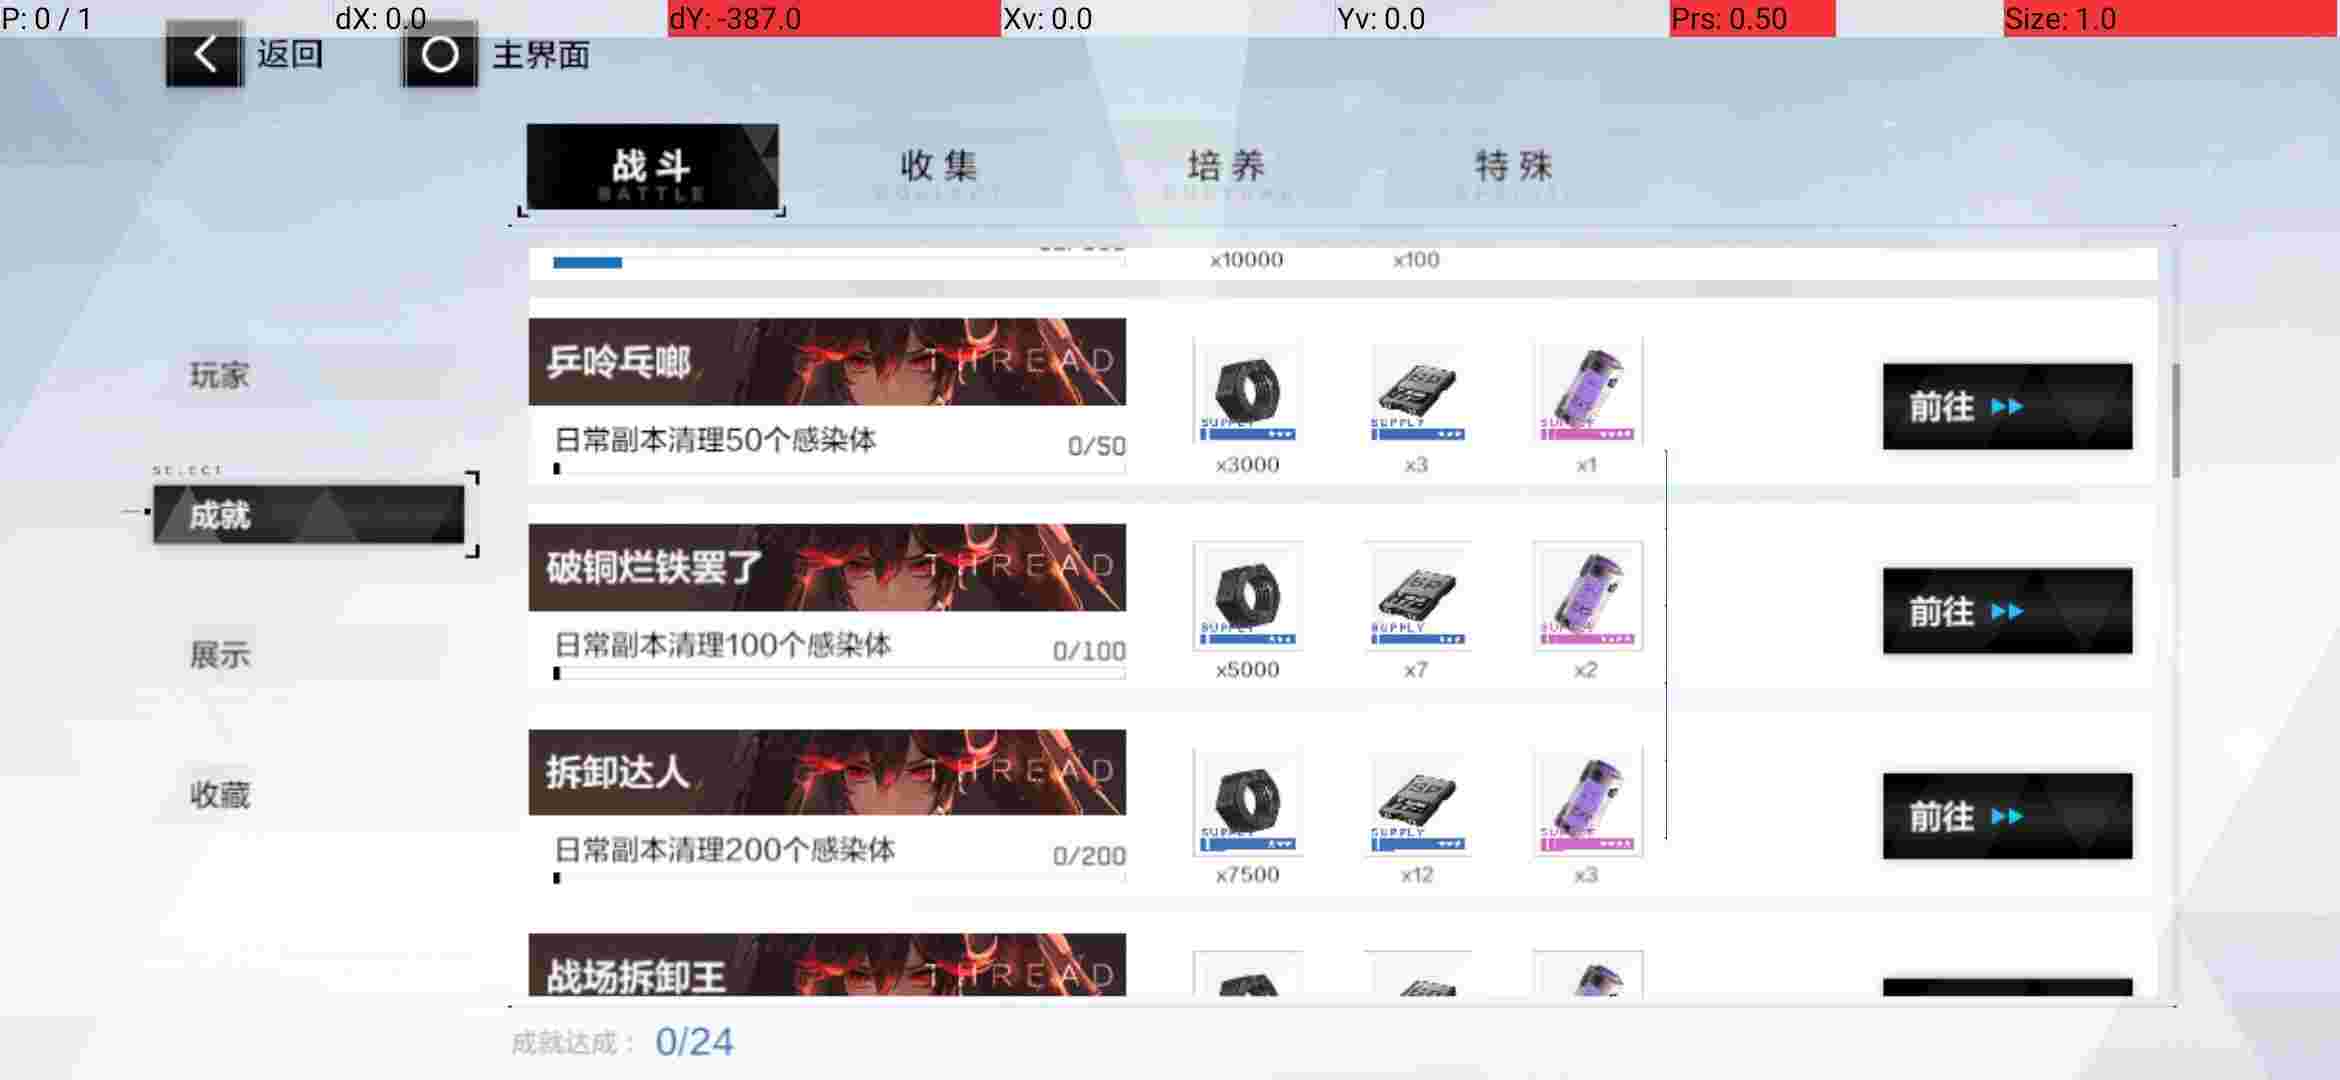 P: 0 / 1 dX: 0.0 dY: -387.0 Xv: 0.0 Yv: 0.0 Prs: 0.50 Size: 1.0
返回 主界面
战斗 收集 培养 特殊
BATTLE
x10000 x100
玩家
SELECT
成就
展示
收藏
乒呤乓啷 THREAD
日常副本清理50个感染体 0/50
SUPPLY SUPPLY
x3000 x3 x1
前往
破铜烂铁罢了 THREAD
日常副本清理100个感染体 0/100
SUPPLY SUPPLY
x5000 x7 x2
前往
拆卸达人 THREAD
日常副本清理200个感染体 0/200
SUPPLY SUPPLY
x7500 x12 x3
前往
战场拆卸王 THREAD
成就达成： 0/24